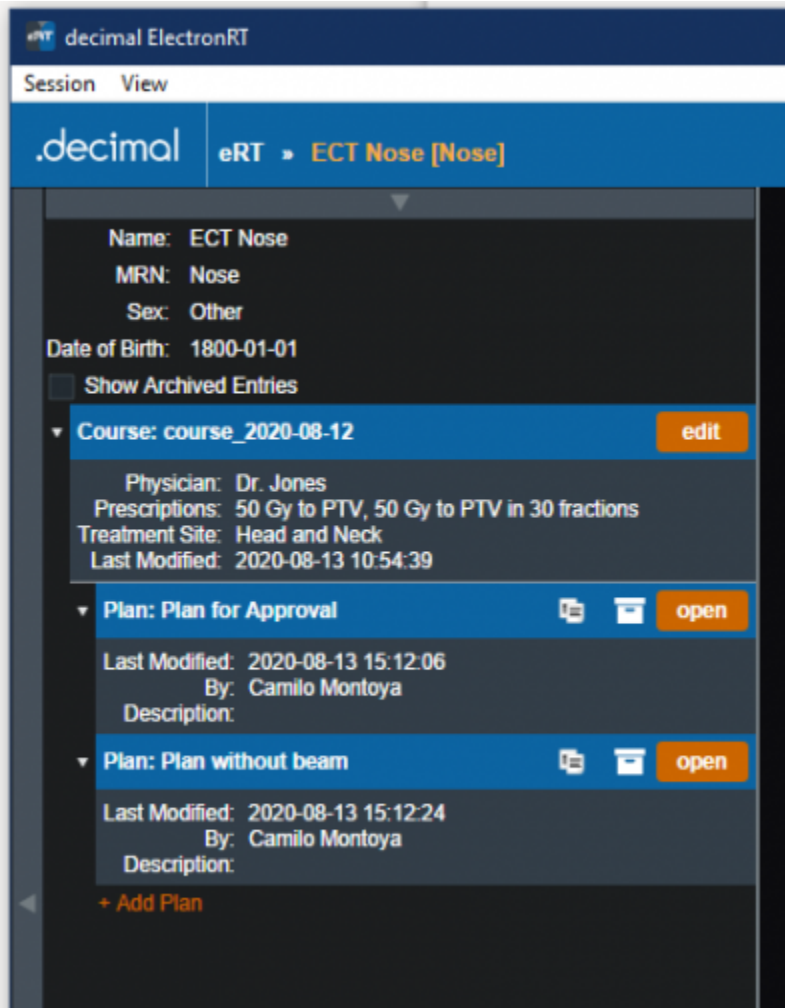 eRT decimal ElectronRT
Session View
.decimal eRT » ECT Nose [Nose]
Name: ECT Nose
MRN: Nose
Sex: Other
Date of Birth: 1800-01-01
Show Archived Entries
Course: course_2020-08-12 edit
Physician: Dr. Jones
Prescriptions: 50 Gy to PTV, 50 Gy to PTV in 30 fractions
Treatment Site: Head and Neck
Last Modified: 2020-08-13 10:54:39
Plan: Plan for Approval open
Last Modified: 2020-08-13 15:12:06
By: Camilo Montoya
Description:
Plan: Plan without beam open
Last Modified: 2020-08-13 15:12:24
By: Camilo Montoya
Description:
+ Add Plan